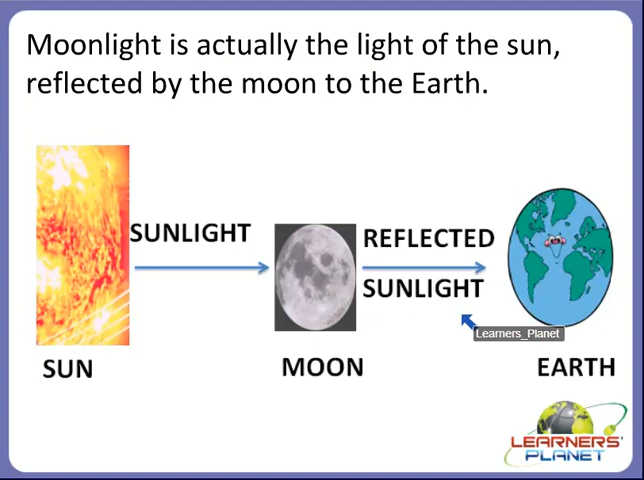 Moonlight is actually the light of the sun,
reflected by the moon to the Earth.
SUNLIGHT
REFLECTED
SUNLIGHT
Learners_Planet
SUN
MOON
EARTH
LEARNERS'
PLANET